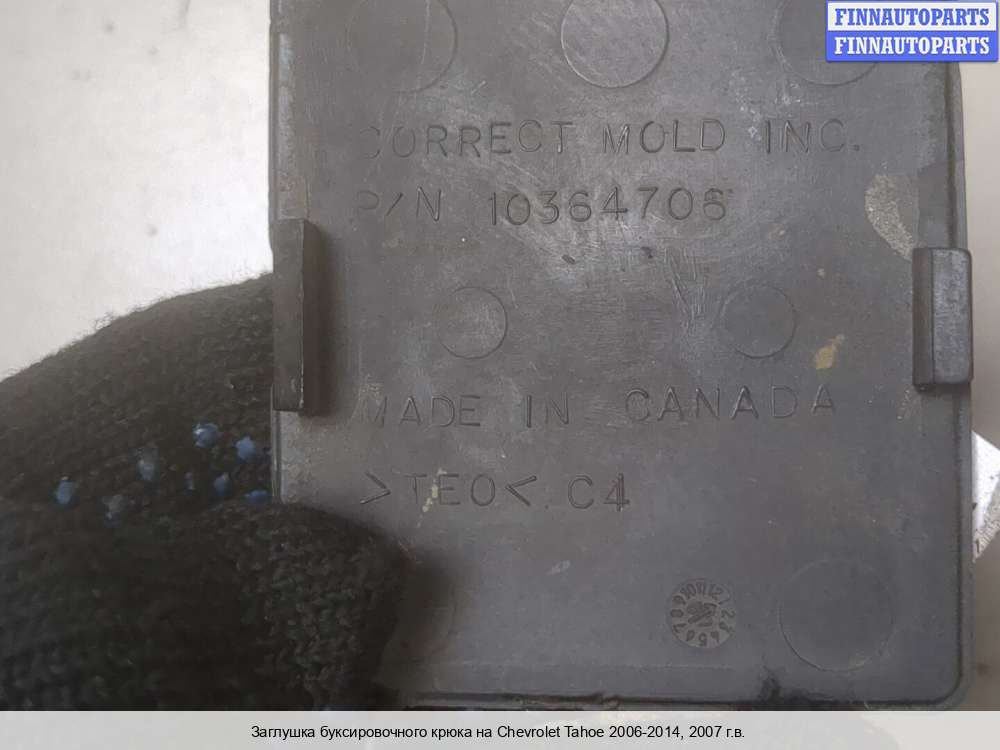 FINNAUTOPARTS
FINNAUTOPARTS
CORRECT MOLD INC.
P/N 10364706
MADE IN CANADA
>TEO< C4
Заглушка буксировочного крюка на Chevrolet Tahoe 2006-2014, 2007 г.в.